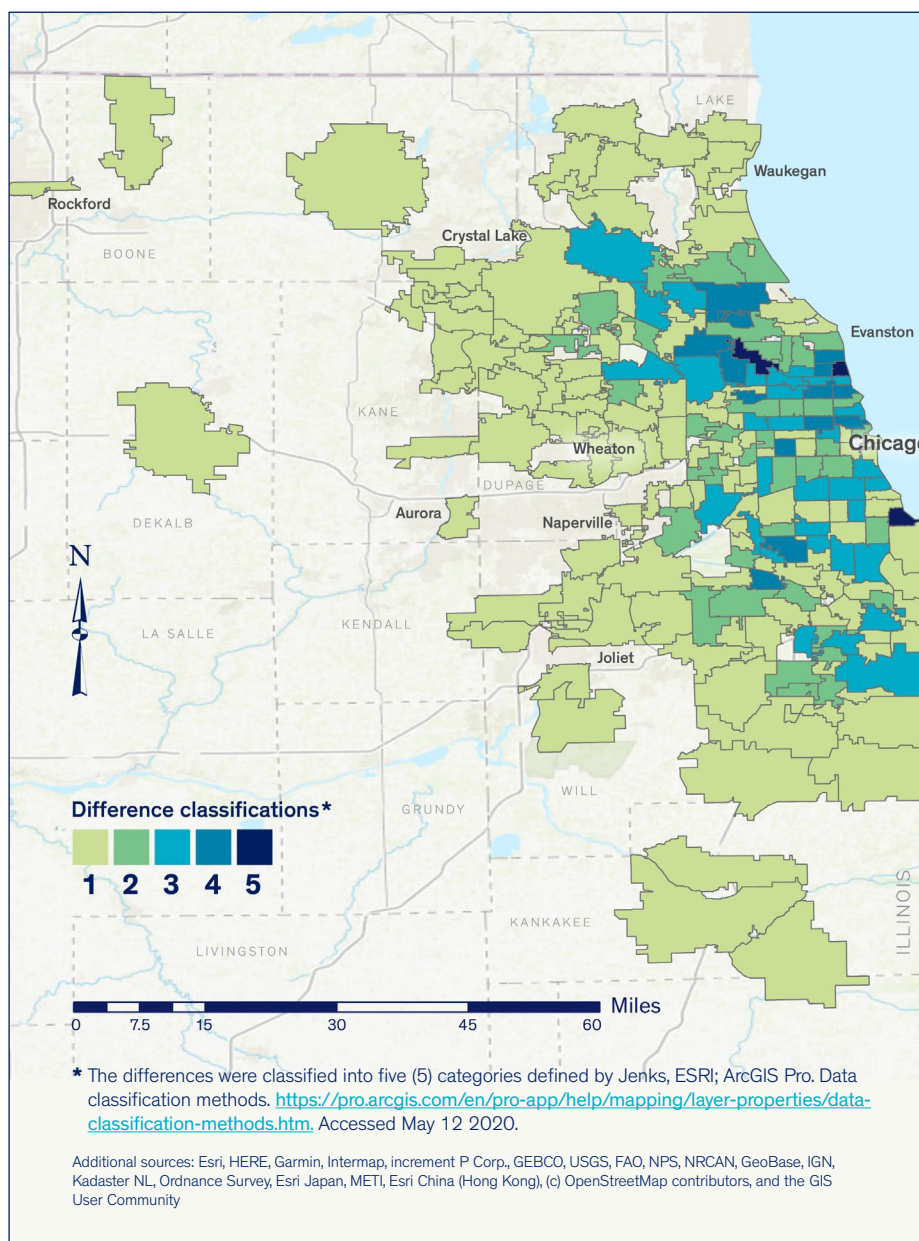 LAKE
Waukegan
Rockford
Crystal Lake
BOONE
Evanston
KANE
Chicago
Wheaton
DUPAGE
Aurora
Naperville
DEKALB
N
KENDALL
LA SALLE
Joliet
WILL
Difference classifications*
GRUNDY
1 2 3 4 5
ILLINOIS
KANKAKEE
LIVINGSTON
Miles
0 7.5 15 30 45 60
* The differences were classified into five (5) categories defined by Jenks, ESRI; ArcGIS Pro. Data
classification methods. https://pro.arcgis.com/en/pro-app/help/mapping/layer-properties/data-
classification-methods.htm. Accessed May 12 2020.
Additional sources: Esri, HERE, Garmin, Intermap, increment P Corp., GEBCO, USGS, FAO, NPS, NRCAN, GeoBase, IGN,
Kadaster NL, Ordnance Survey, Esri Japan, METI, Esri China (Hong Kong), (c) OpenStreetMap contributors, and the GIS
User Community